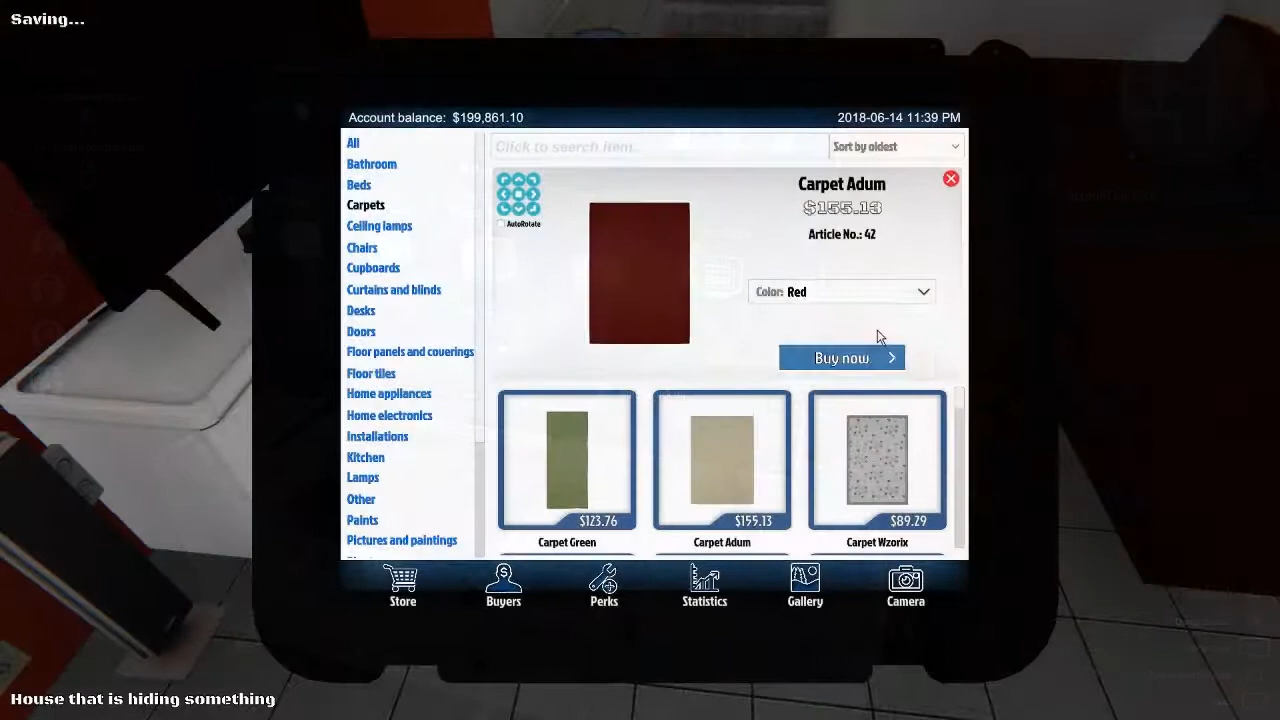 Saving...
Account balance: $199,861.10
2018-06-14 11:39 PM
All
Bathroom
Beds
Carpets
Ceiling lamps
Chairs
Cupboards
Curtains and blinds
Desks
Doors
Floor panels and coverings
Floor tiles
Home appliances
Home electronics
Installations
Kitchen
Lamps
Other
Paints
Pictures and paintings
Click to search item.
Sort by oldest
AutoRotate
Carpet Adum
$155.13
Article No.: 42
Color: Red
Buy now
$123.76
Carpet Green
$155.13
Carpet Adum
$89.29
Carpet Wzorix
Store
Buyers
Perks
Statistics
Gallery
Camera
House that is hiding something